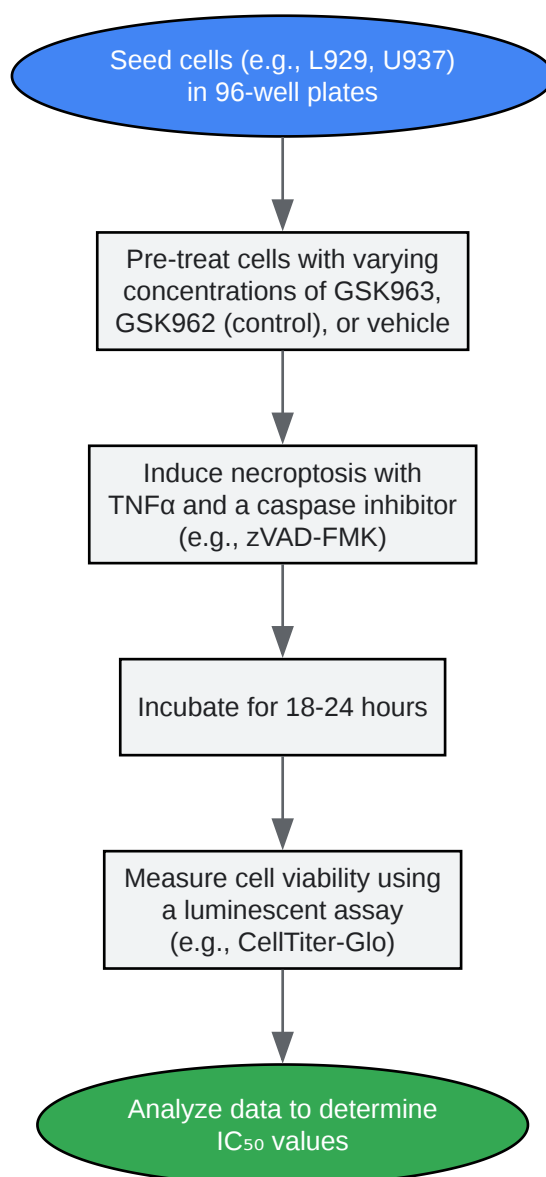 Seed cells (e.g., L929, U937)
in 96-well plates
Pre-treat cells with varying
concentrations of GSK963,
GSK962 (control), or vehicle
Induce necroptosis with
TNFα and a caspase inhibitor
(e.g., zVAD-FMK)
Incubate for 18-24 hours
Measure cell viability using
a luminescent assay
(e.g., CellTiter-Glo)
Analyze data to determine
IC₅₀ values